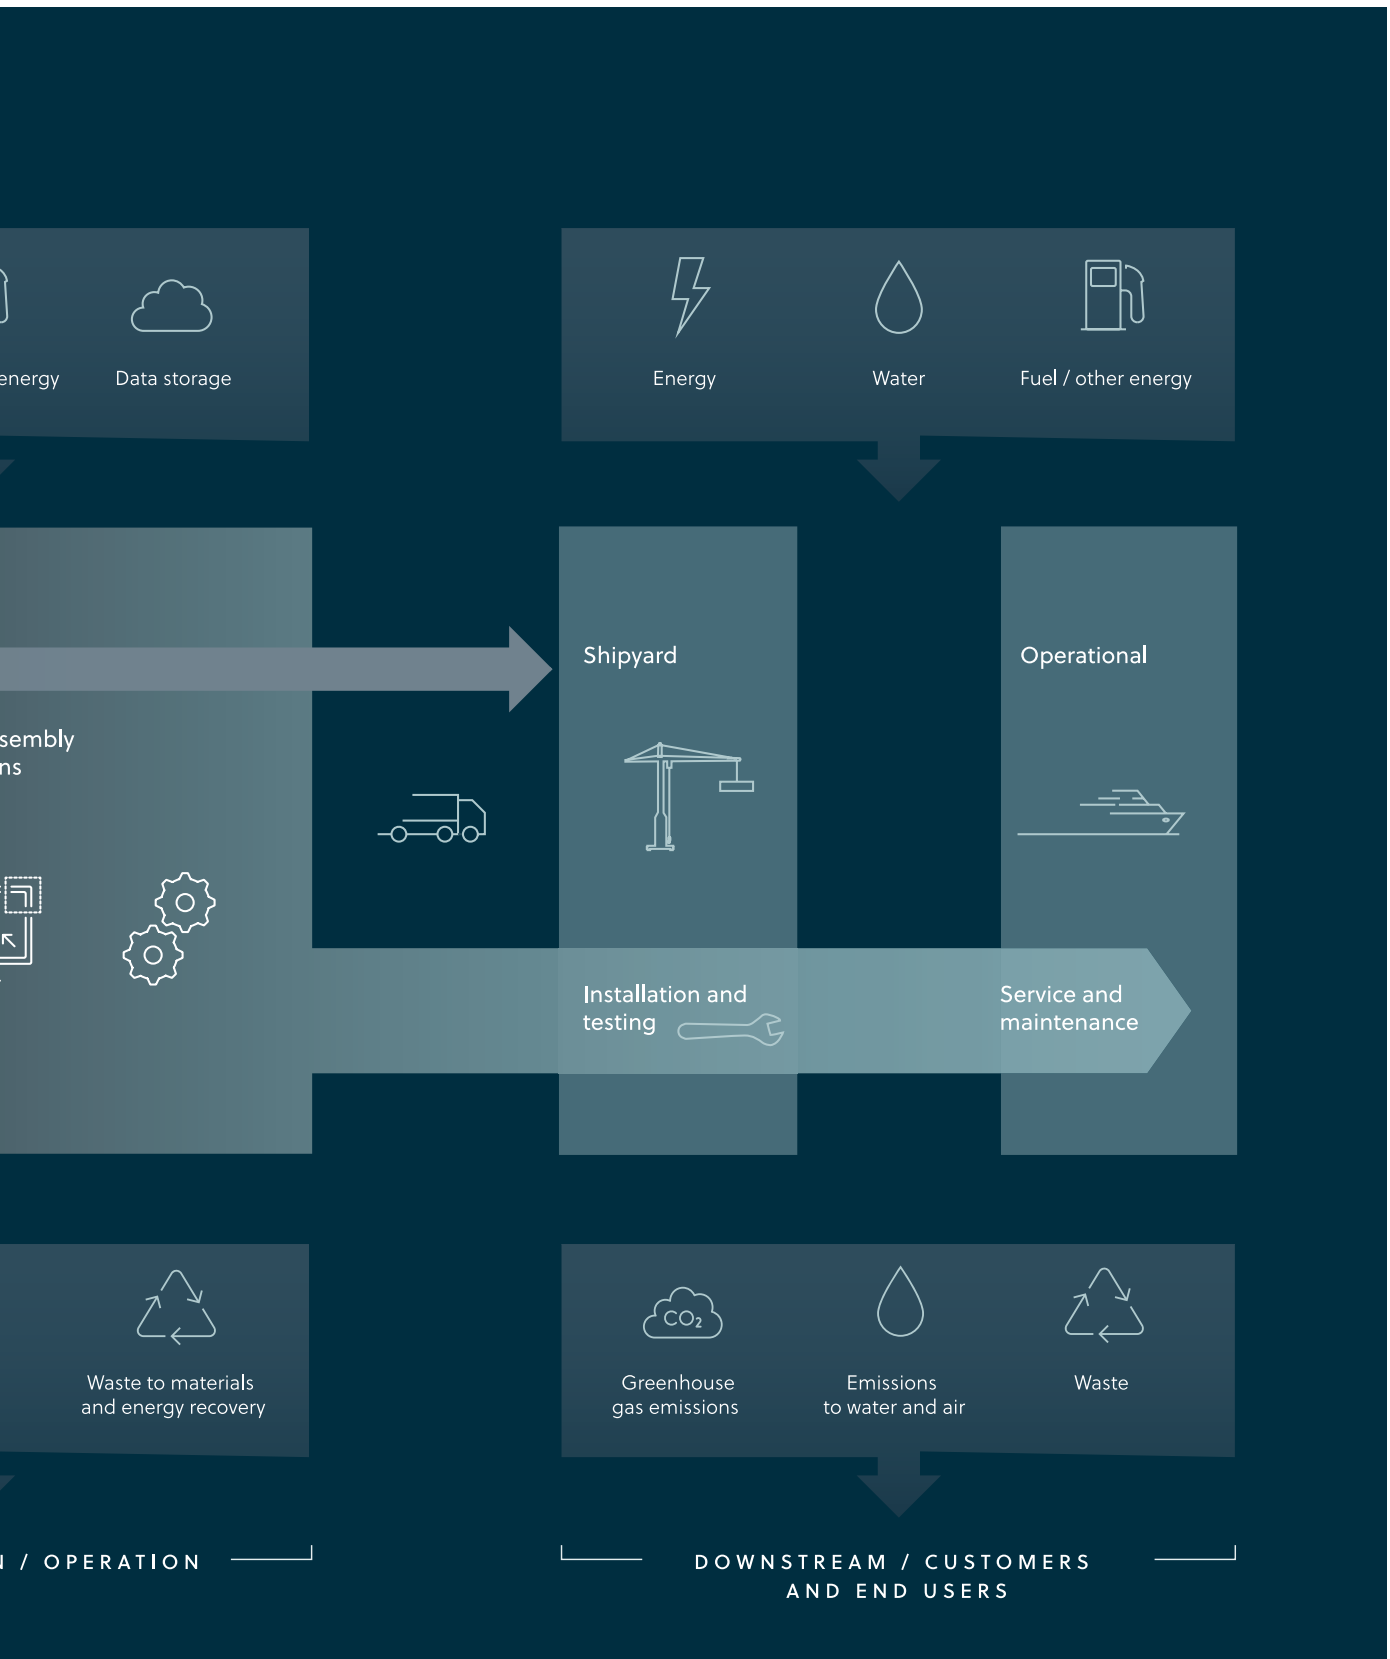 energy
Data storage
Energy
Water
Fuel / other energy
Shipyard
Operational
sembly
ns
CO₂
Installation and
testing
Service and
maintenance
Waste to materials
and energy recovery
Greenhouse
gas emissions
Emissions
to water and air
Waste
N / OPERATION
DOWNSTREAM / CUSTOMERS
AND END USERS